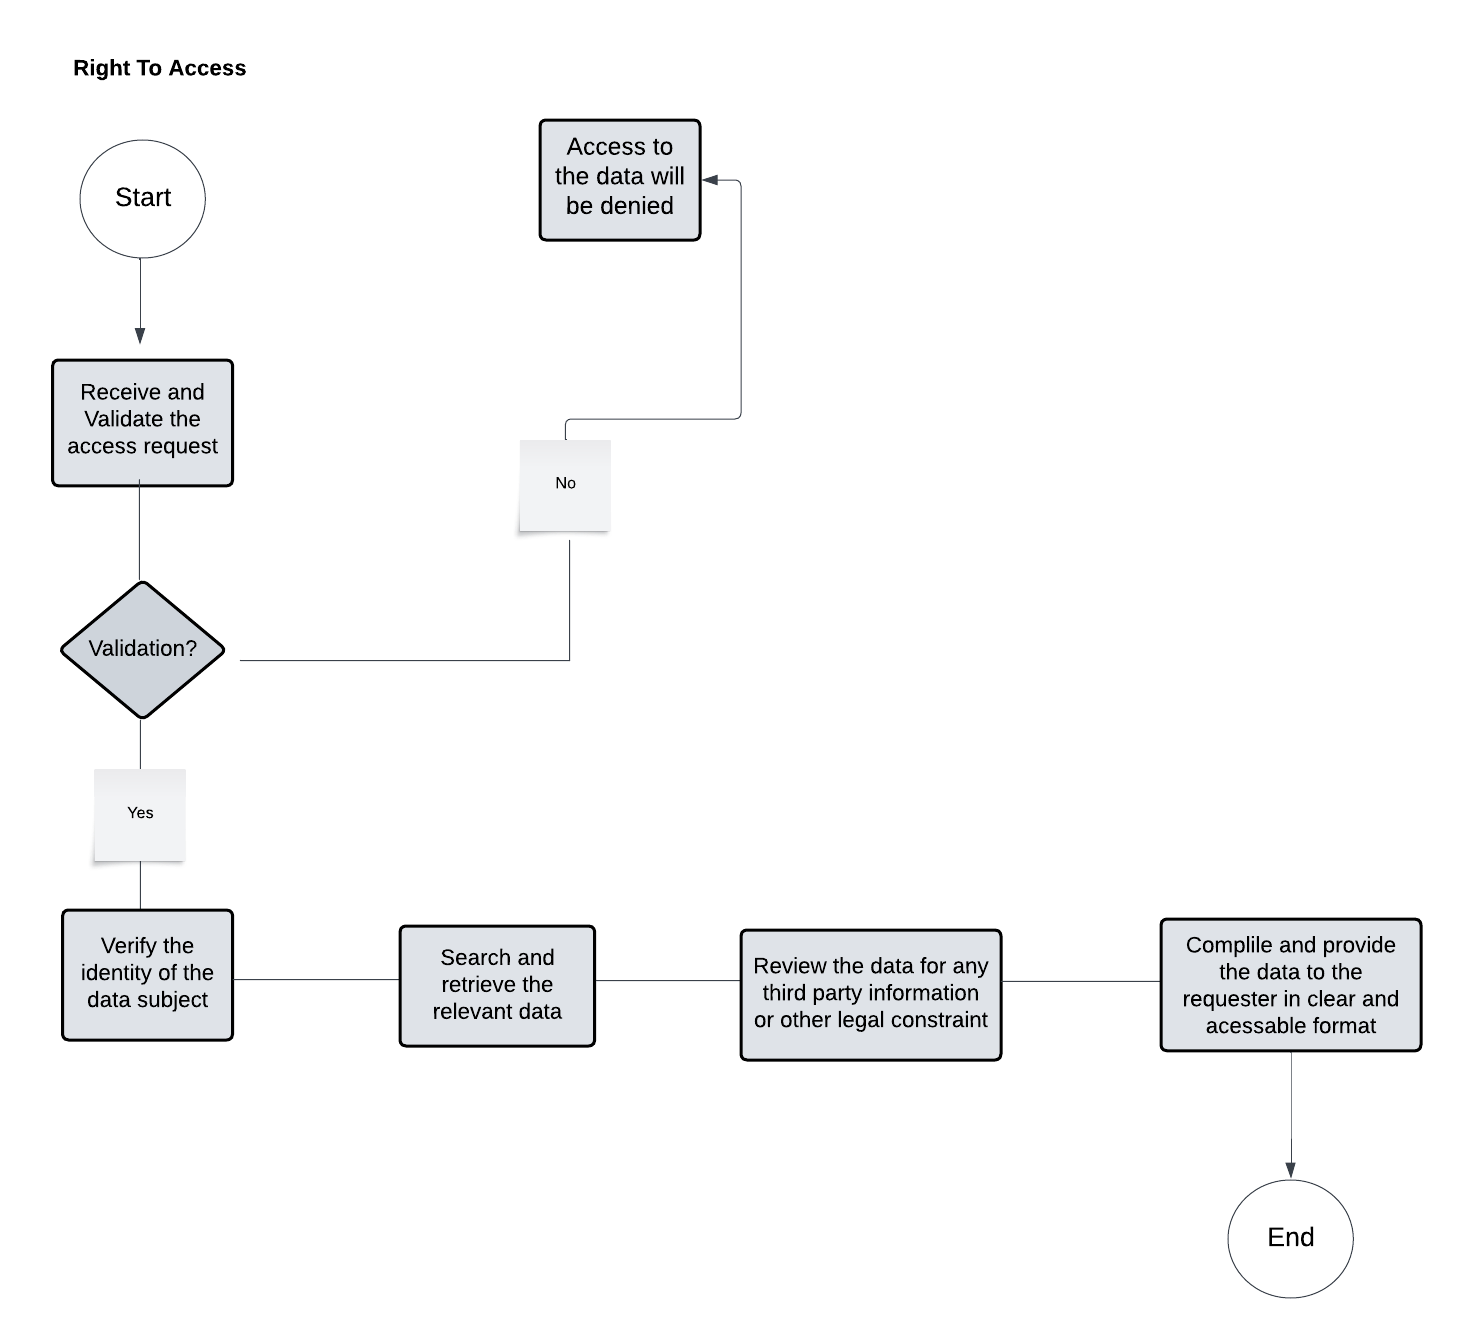 Right To Access
Start
Access to
the data will
be denied
Receive and
Validate the
access request
No
Validation?
Yes
Verify the
identity of the
data subject
Search and
retrieve the
relevant data
Review the data for any
third party information
or other legal constraint
Complile and provide
the data to the
requester in clear and
acessable format
End